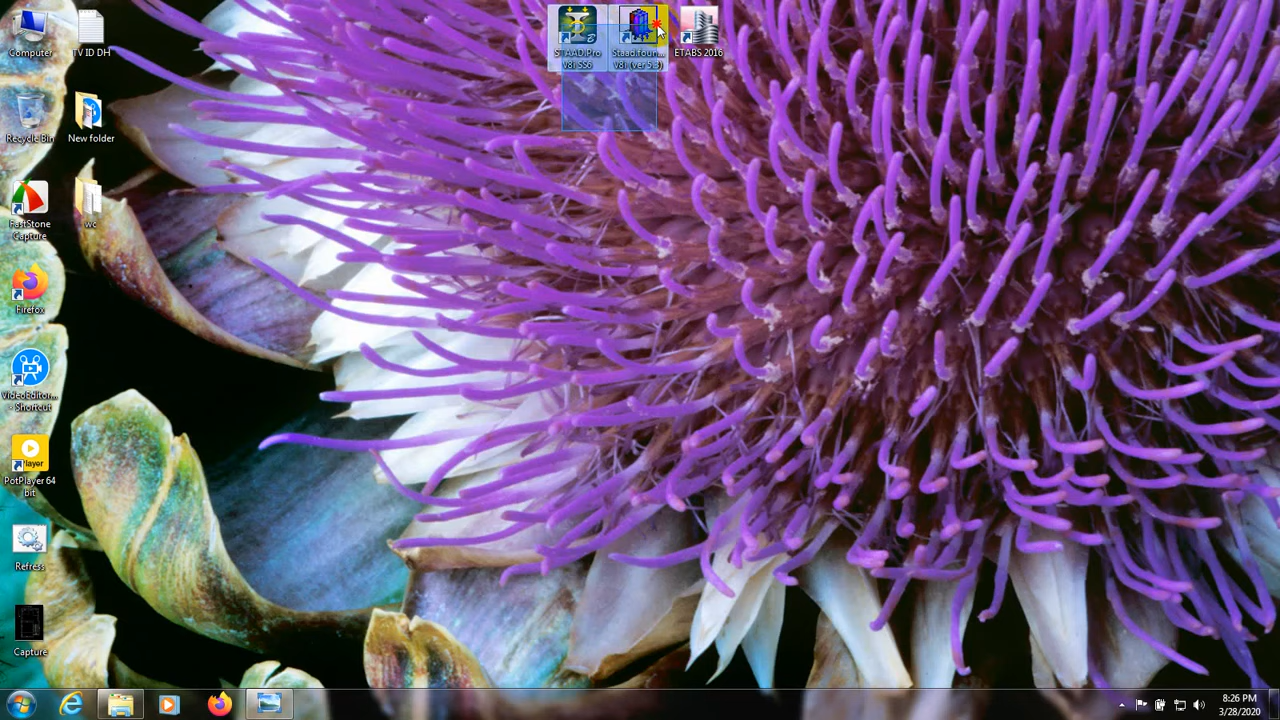 Computer
TV ID DH
STAAD.Pro
V8i SS6
Staad.foun...
V8i (ver 5.3)
ETABS 2016
Recycle Bin
New folder
FastStone
Capture
wc
Firefox
VideoEditor...
- Shortcut
Player
PotPlayer 64
bit
Refress
Capture
8:26 PM
3/28/2020